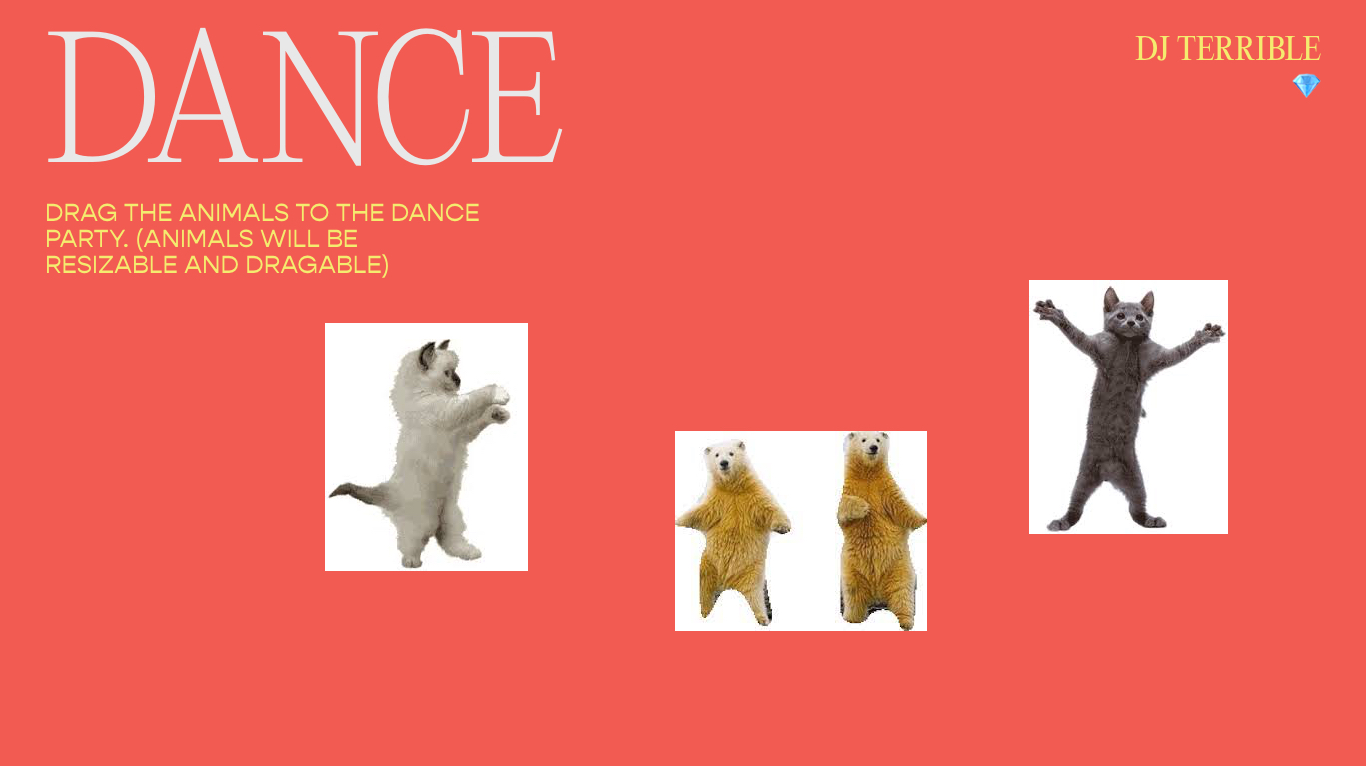 DANCE
DJ TERRIBLE
DRAG THE ANIMALS TO THE DANCE
PARTY. (ANIMALS WILL BE
RESIZABLE AND DRAGABLE)